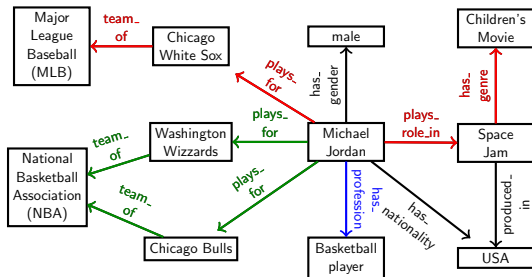 Major
League
Baseball
(MLB)
team_
of
Chicago
White Sox
plays_
for
male
has_
gender
Children's
Movie
has_
genre
plays_
role_in
Michael
Jordan
Space
Jam
plays_
for
Washington
Wizzards
team_
of
National
Basketball
Association
(NBA)
team_
of
plays_
for
Chicago Bulls
has_
profession
Basketball
player
has_
nationality
produced_
in
USA